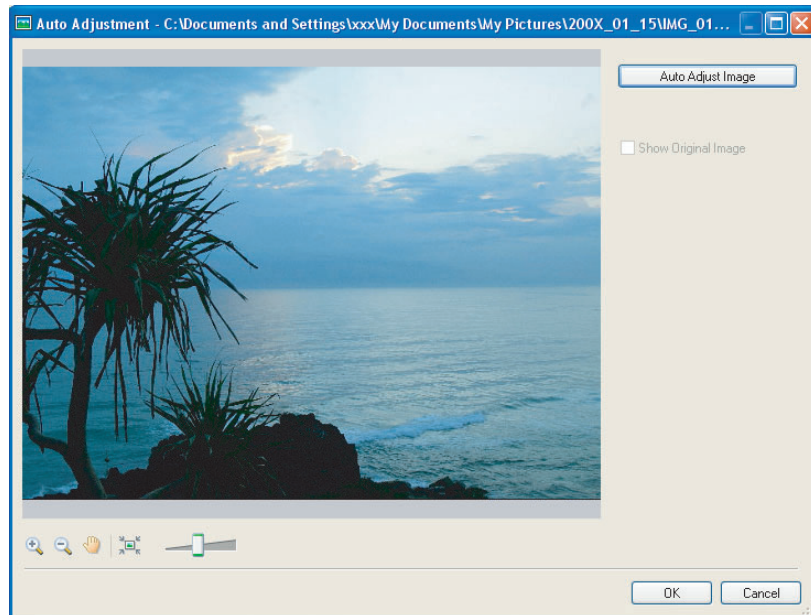 Auto Adjustment - C:\Documents and Settings\xxx\My Documents\My Pictures\200X_01_15\IMG_01...
Auto Adjust Image
Show Original Image
OK
Cancel